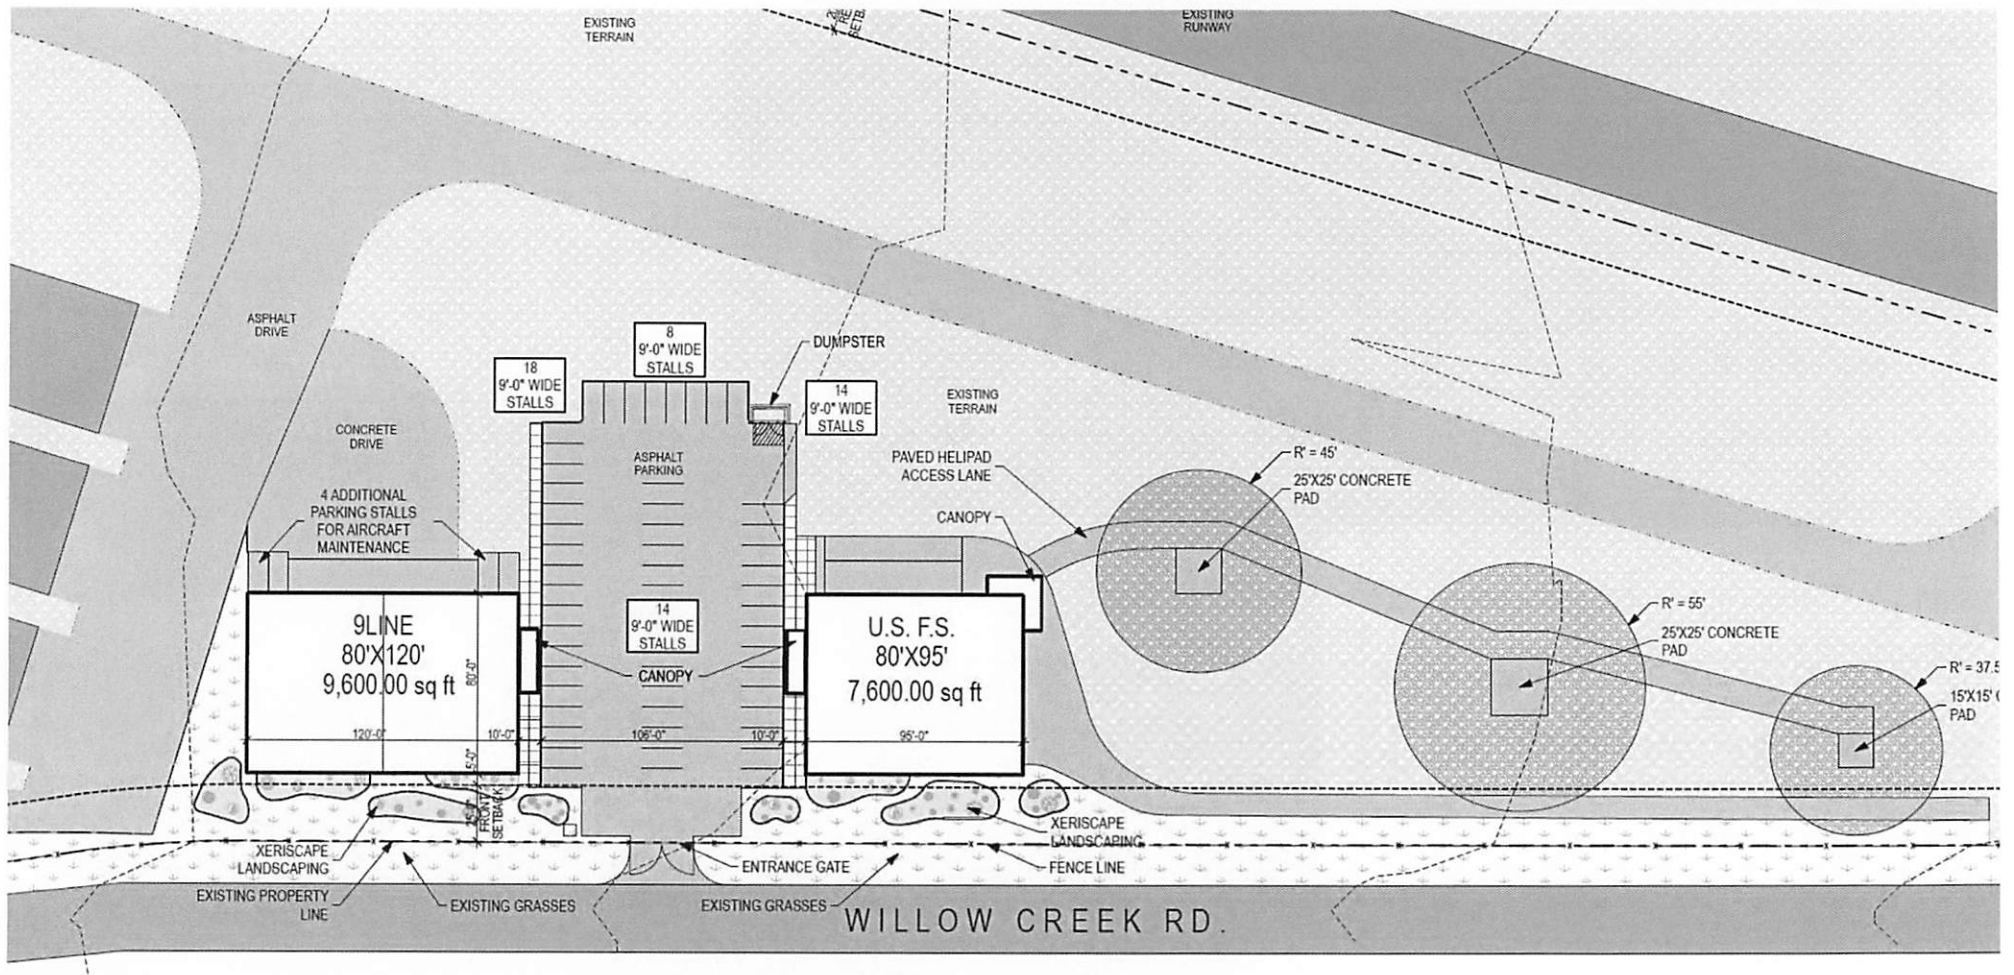 EXISTING
TERRAIN
EXISTING
RUNWAY
ASPHALT
DRIVE
8
9'-0" WIDE
STALLS
DUMPSTER
18
9'-0" WIDE
STALLS
14
9'-0" WIDE
STALLS
EXISTING
TERRAIN
CONCRETE
DRIVE
ASPHALT
PARKING
PAVED HELIPAD
ACCESS LANE
R' = 45'
25'X25' CONCRETE
PAD
4 ADDITIONAL
PARKING STALLS
FOR AIRCRAFT
MAINTENANCE
CANOPY
9LINE
80'X120'
9,600.00 sq ft
80'-0"
14
9'-0" WIDE
STALLS
CANOPY
U.S. F.S.
80'X95'
7,600.00 sq ft
R' = 55'
25'X25' CONCRETE
PAD
R' = 37.5
15'X15'
PAD
120'-0"
10'-0"
106'-0"
10'-0"
95'-0"
5'-0"
FRONT
SETBACK
XERISCAPE
LANDSCAPING
XERISCAPE
LANDSCAPING
ENTRANCE GATE
FENCE LINE
EXISTING PROPERTY
LINE
EXISTING GRASSES
EXISTING GRASSES
WILLOW CREEK RD.